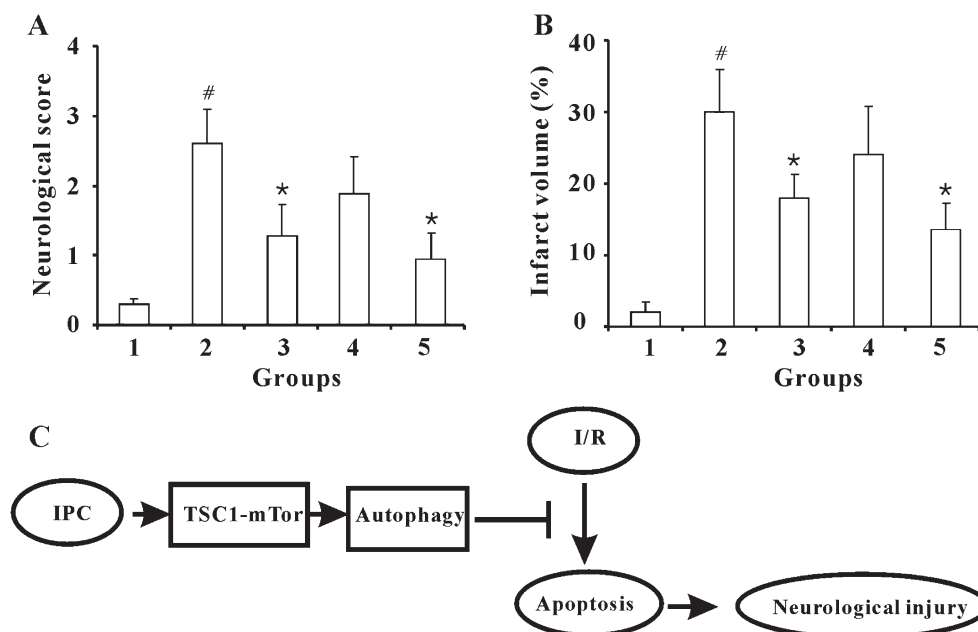 A
Neurological score
4
3
2
1
0
#
*
*
1 2 3 4 5
Groups
B
Infarct volume (%)
40
30
20
10
0
#
*
*
1 2 3 4 5
Groups
C
I/R
IPC
TSC1-mTor
Autophagy
Apoptosis
Neurological injury